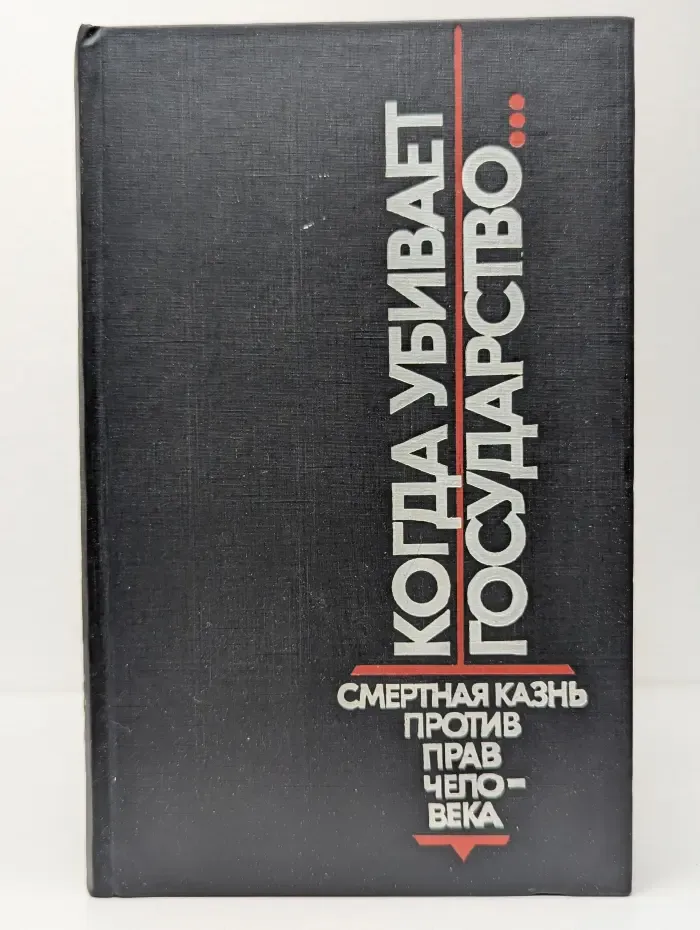 КОГДА УБИВАЕТ
ГОСУДАРСТВО...
СМЕРТНАЯ КАЗНЬ
ПРОТИВ
ПРАВ
ЧЕЛО-
ВЕКА